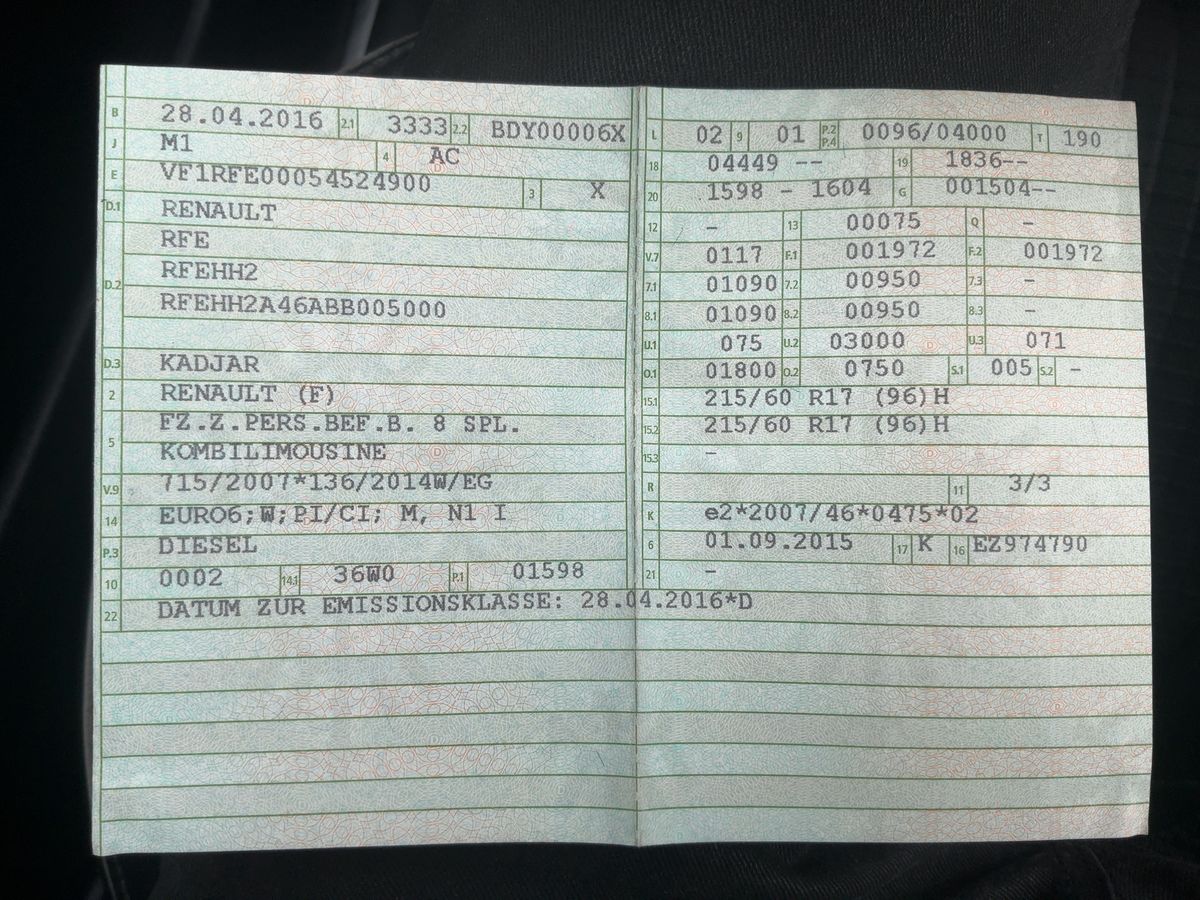 B 28.04.2016 2.1 3333 2.2 BDY00006X
J M1 4 AC
E VF1RFE00054524900 3 X
D.1 RENAULT
RFE
D.2 RFEHH2
RFEHH2A46ABB005000
D.3 KADJAR
2 RENAULT (F)
5 FZ.Z.PERS.BEF.B. 8 SPL.
KOMBILIMOUSINE
V.9 715/2007*136/2014W/EG
14 EURO6;W;PI/CI; M, N1 I
P.3 DIESEL
10 0002 14.1 36W0 P.1 01598
22 DATUM ZUR EMISSIONSKLASSE: 28.04.2016*D
L 02 9 01 P.2 P.4 0096/04000 T 190
18 04449 -- 19 1836--
20 1598 - 1604 G 001504--
12 - 13 00075 Q -
V.7 0117 F.1 001972 F.2 001972
7.1 01090 7.2 00950 7.3 -
8.1 01090 8.2 00950 8.3 -
U.1 075 U.2 03000 U.3 071
O.1 01800 O.2 0750 S.1 005 S.2 -
15.1 215/60 R17 (96)H
15.2 215/60 R17 (96)H
15.3 -
R 11 3/3
K e2*2007/46*0475*02
6 01.09.2015 17 K 16 EZ974790
21 -